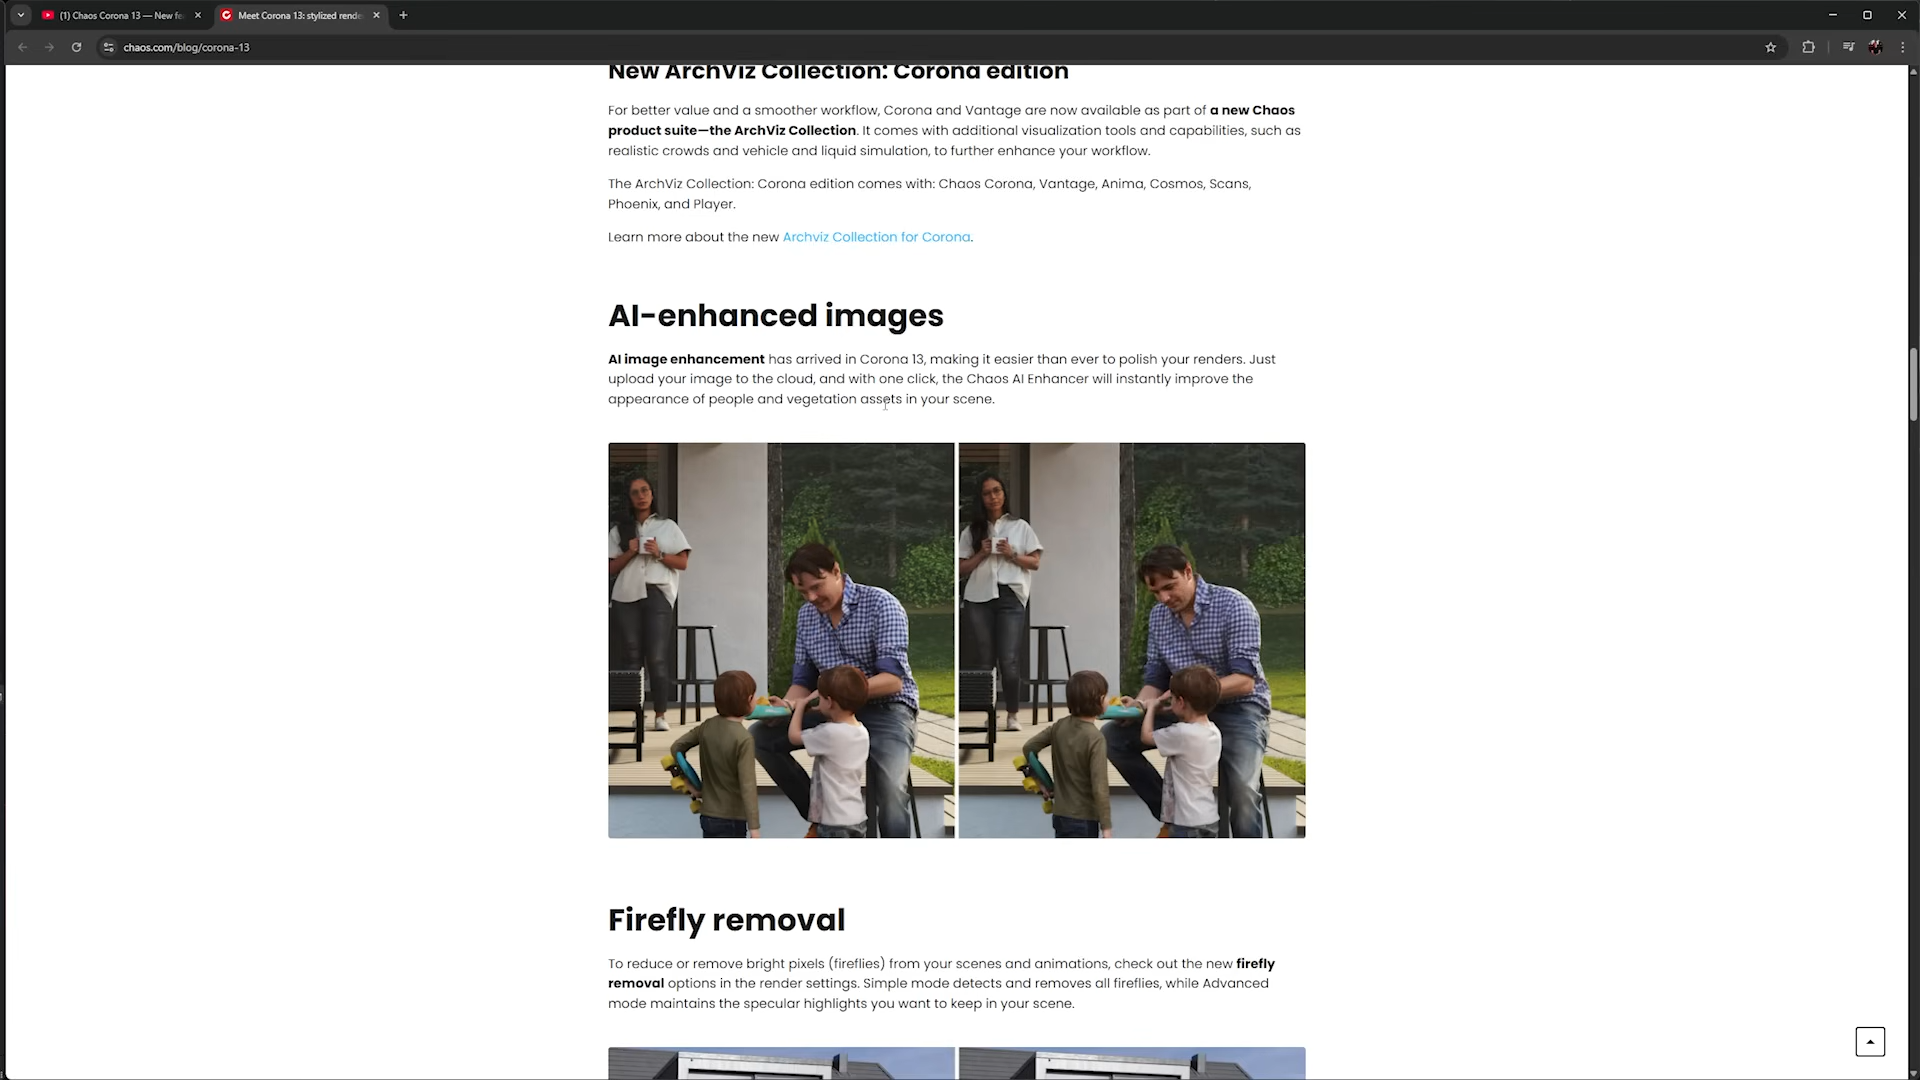 (1) Chaos Corona 13 — New fe
Meet Corona 13: stylized rende
chaos.com/blog/corona-13
New ArchViz Collection: Corona edition
For better value and a smoother workflow, Corona and Vantage are now available as part of a new Chaos
product suite—the ArchViz Collection. It comes with additional visualization tools and capabilities, such as
realistic crowds and vehicle and liquid simulation, to further enhance your workflow.
The ArchViz Collection: Corona edition comes with: Chaos Corona, Vantage, Anima, Cosmos, Scans,
Phoenix, and Player.
Learn more about the new Archviz Collection for Corona.
AI-enhanced images
AI image enhancement has arrived in Corona 13, making it easier than ever to polish your renders. Just
upload your image to the cloud, and with one click, the Chaos AI Enhancer will instantly improve the
appearance of people and vegetation assets in your scene.
Firefly removal
To reduce or remove bright pixels (fireflies) from your scenes and animations, check out the new firefly
removal options in the render settings. Simple mode detects and removes all fireflies, while Advanced
mode maintains the specular highlights you want to keep in your scene.